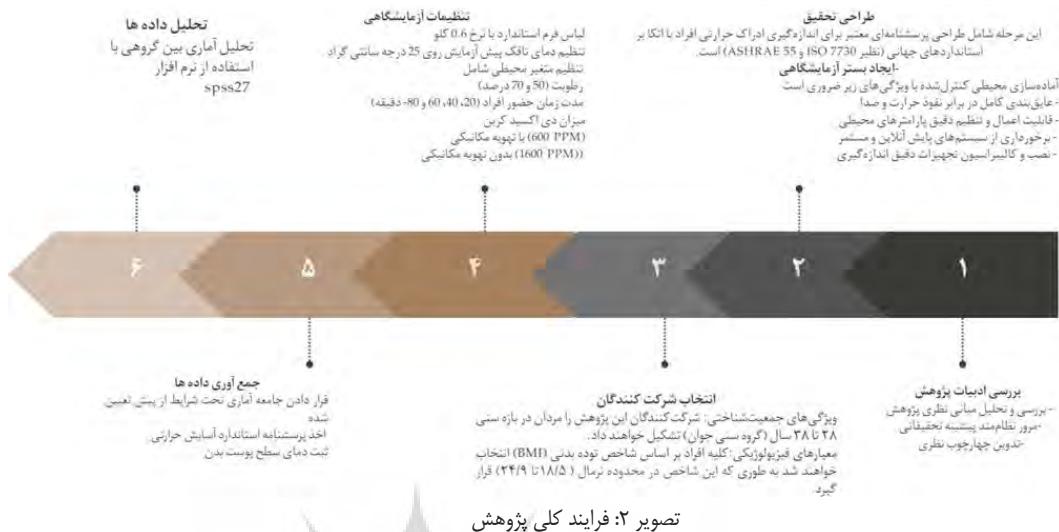 طراحی تحقیق
این مرحله شامل طراحی پرسشنامه‌ای معتبر برای اندازه‌گیری ادراک حرارتی افراد با اتکا بر
استانداردهای جهانی (نظیر ISO 7730 و ASHRAE 55) است.
-ایجاد بستر آزمایشگاهی
آماده‌سازی محیطی کنترل‌شده با ویژگی‌های زیر ضروری است
- عایق‌بندی کامل در برابر نفوذ حرارت و صدا
- قابلیت اعمال و تنظیم دقیق پارامترهای محیطی
- برخورداری از سیستم‌های پایش آنلاین و مستمر
- نصب و کالیبراسیون تجهیزات دقیق اندازه‌گیری
تنظیمات آزمایشگاهی
لباس فرم استاندارد با نرخ 0.6 کلو
تنظیم دمای تافک پیش آزمایش روی 25 درجه سانتی گراد
تنظیم متغیر محیطی شامل
رطوبت (50 و 70 درصد)
مدت زمان حضور افراد (20، 40، 60 و 80- دقیقه)
میزان دی اکسید کربن
(600 PPM) با تهویه مکانیکی
((1600 PPM) بدون تهویه مکانیکی
تحلیل داده ها
تحلیل آماری بین گروهی با
استفاده از نرم افزار
spss27
۱
۲
۳
۴
۵
۶
بررسی ادبیات پژوهش
- بررسی و تحلیل مبانی نظری پژوهش
-مرور نظام‌مند پیشینه تحقیقاتی
-تدوین چهارچوب نظری
انتخاب شرکت کنندگان
ویژگی‌های جمعیت‌شناختی: شرکت‌کنندگان این پژوهش را مردان در بازه سنی
۲۸ تا ۳۸ سال (گروه سنی جوان) تشکیل خواهند داد.
معیارهای فیزیولوژیکی: کلیه افراد بر اساس شاخص توده بدنی (BMI) انتخاب
خواهند شد به طوری که این شاخص در محدوده نرمال (۱۸/۵ تا ۲۴/۹) قرار
گیرد.
جمع آوری داده ها
قرار دادن جامعه آماری تحت شرایط از پیش تعیین
شده
اخذ پرسشنامه استاندارد آسایش حرارتی
ثبت دمای سطح پوست بدن
تصویر ۲: فرایند کلی پژوهش